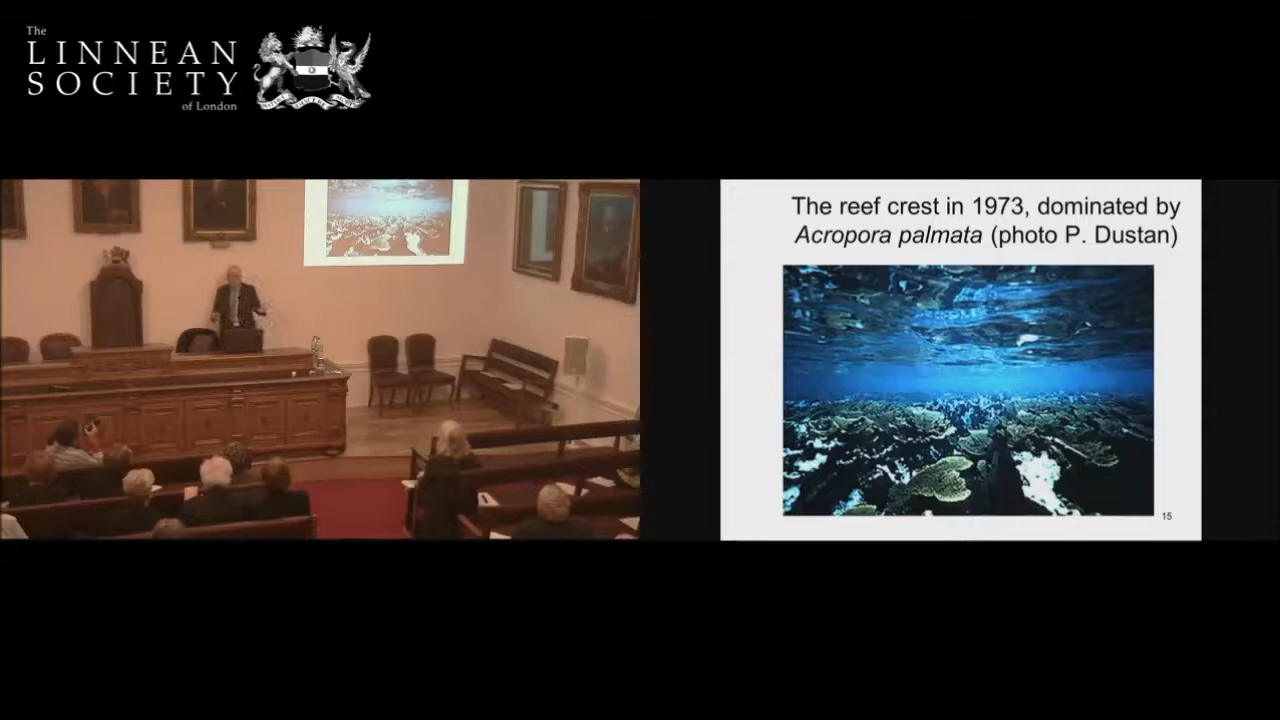 The
LINNEAN
SOCIETY
of London
The reef crest in 1973, dominated by
Acropora palmata (photo P. Dustan)
15